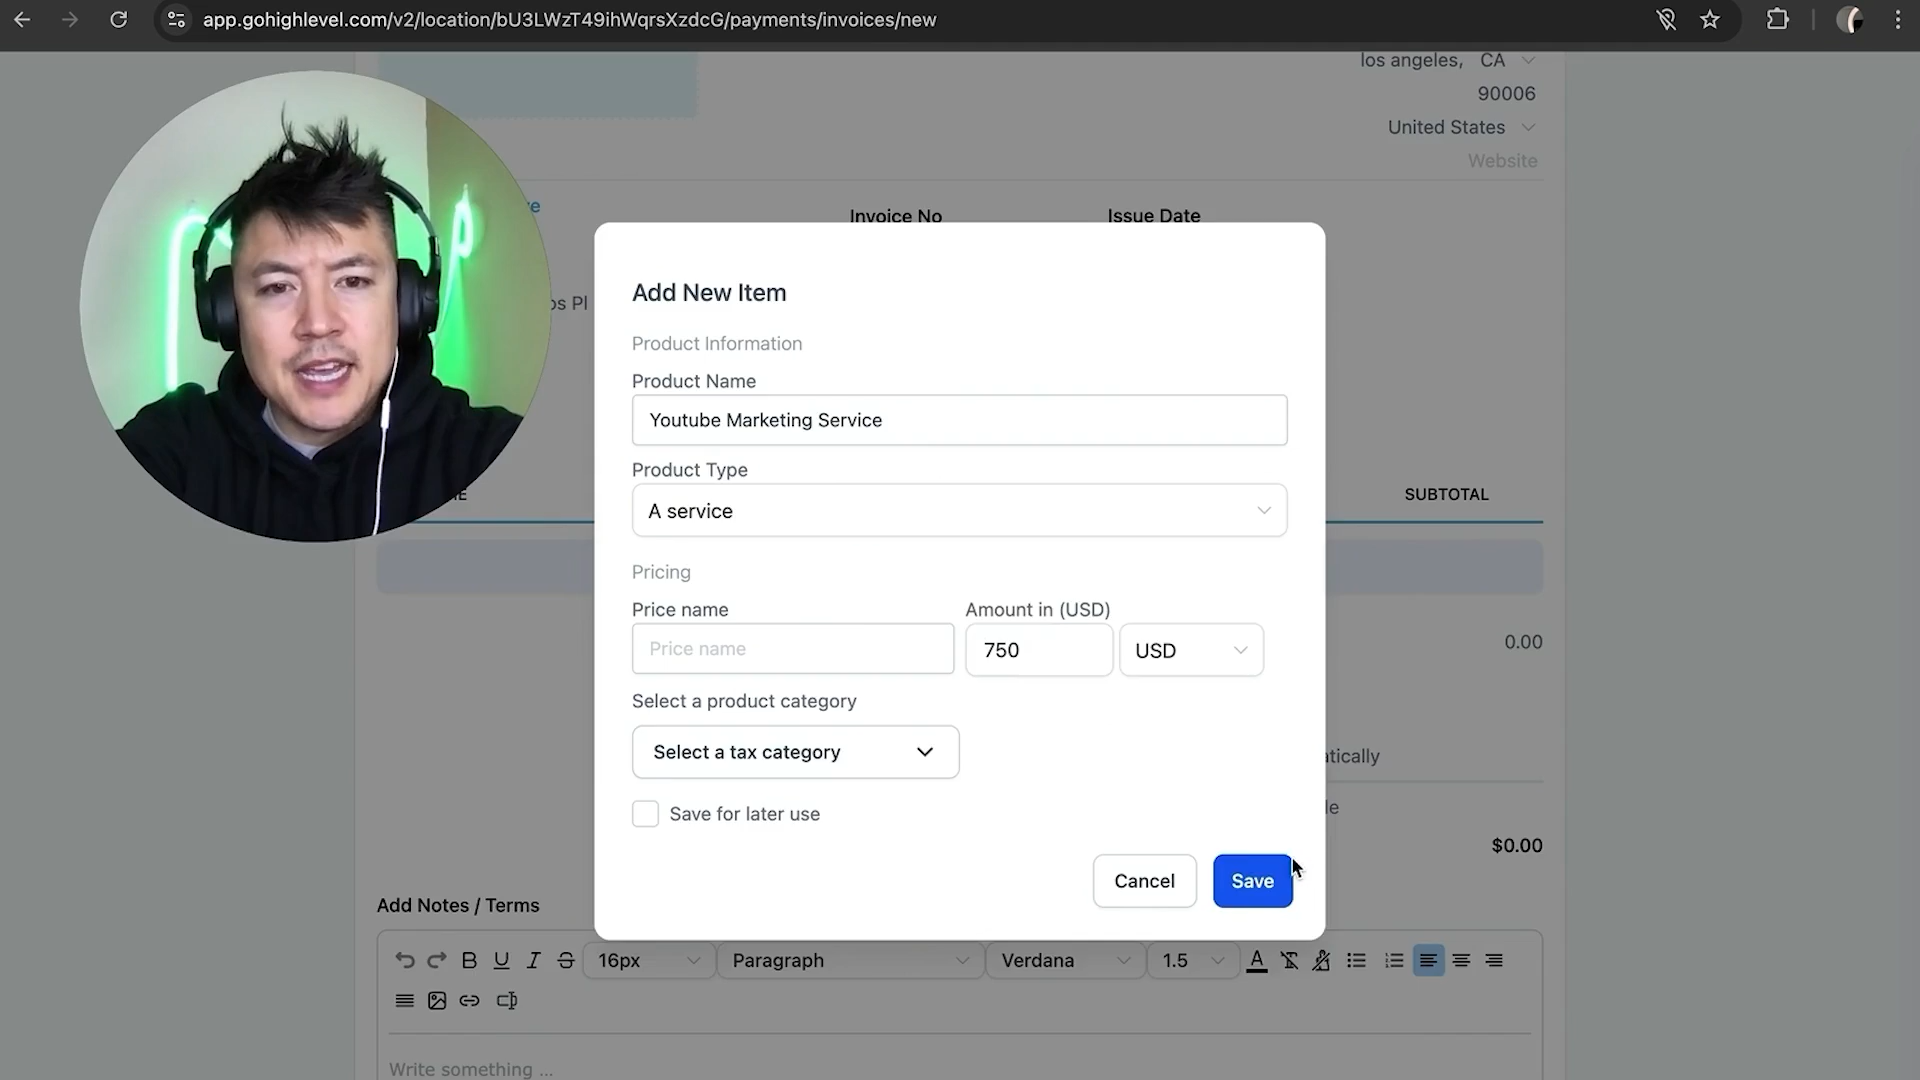 app.gohighlevel.com/v2/location/bU3LWzT49ihWqrsXzdcG/payments/invoices/new
los angeles, CA
90006
United States
Website
Invoice No
Issue Date
Pl
Add New Item
Product Information
Product Name
Youtube Marketing Service
Product Type
A service
SUBTOTAL
Pricing
Price name
Amount in (USD)
Price name
750
USD
0.00
Select a product category
Select a tax category
Save for later use
$0.00
Cancel
Save
Add Notes / Terms
16px
Paragraph
Verdana
1.5
Write something ...